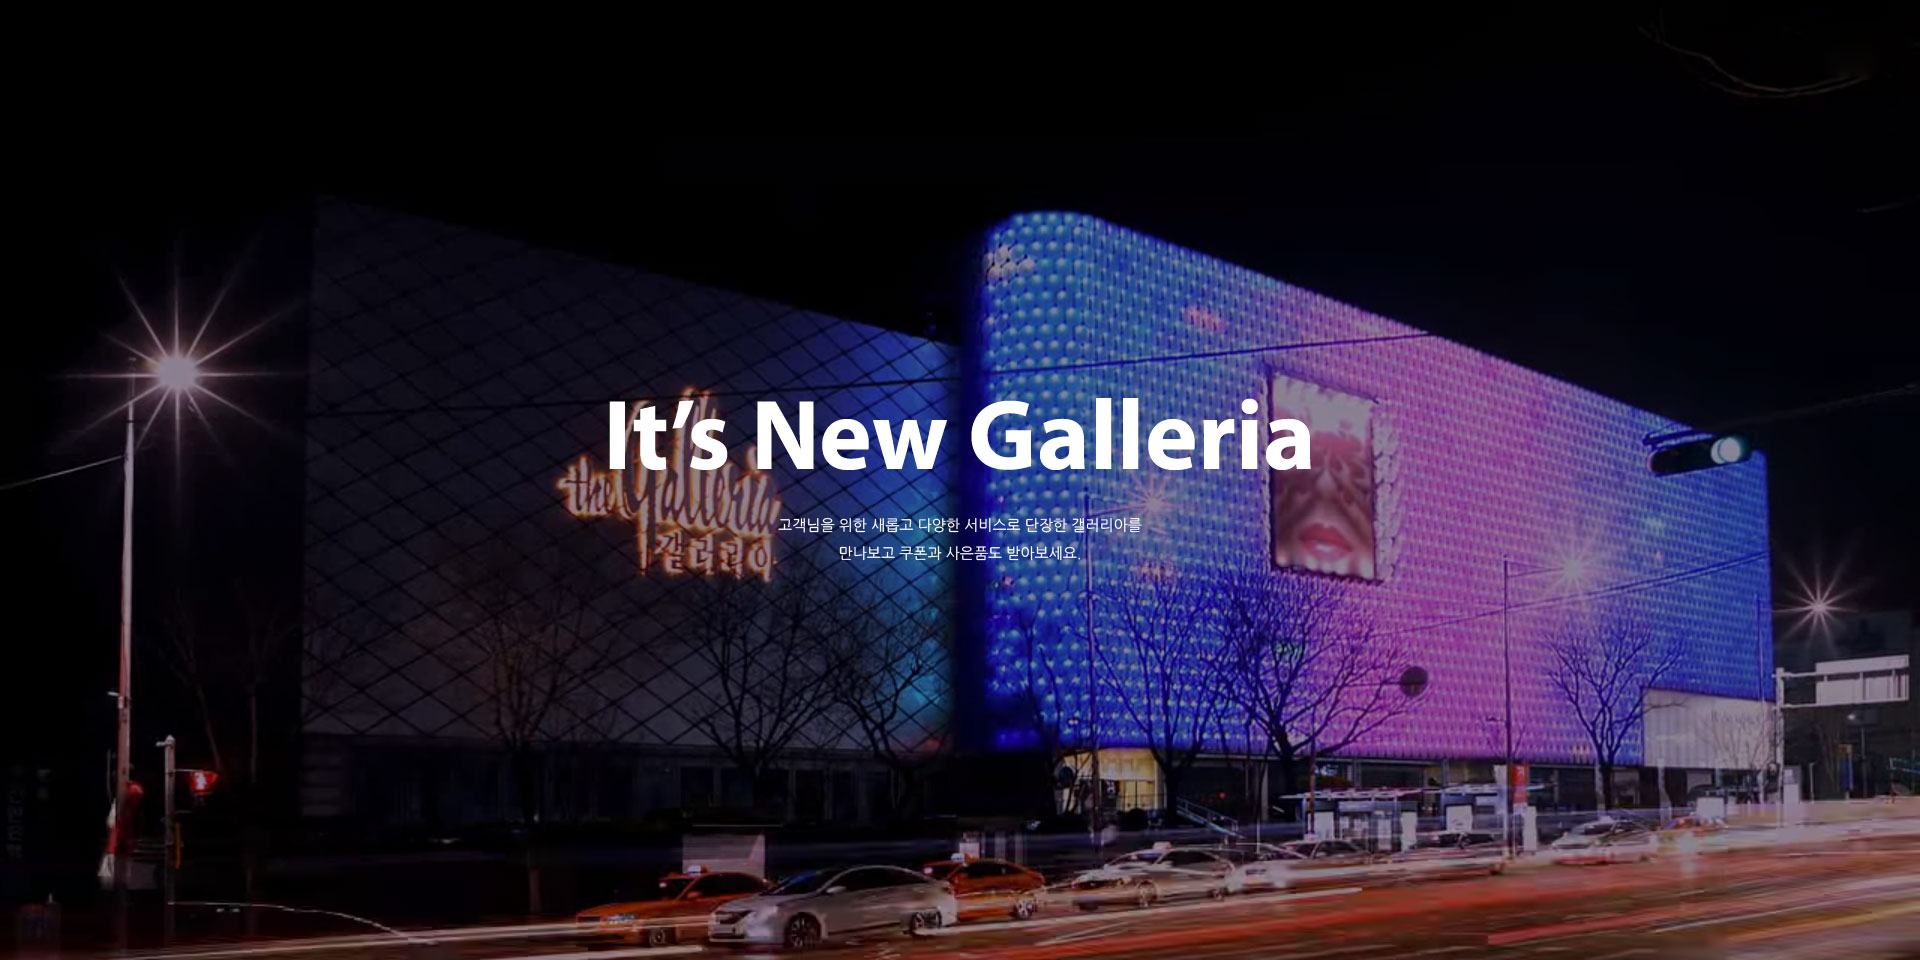 It’s New Galleria
the Galleria
갤러리아
고객님을 위한 새롭고 다양한 서비스로 단장한 갤러리아를
만나보고 쿠폰과 사은품도 받아보세요.